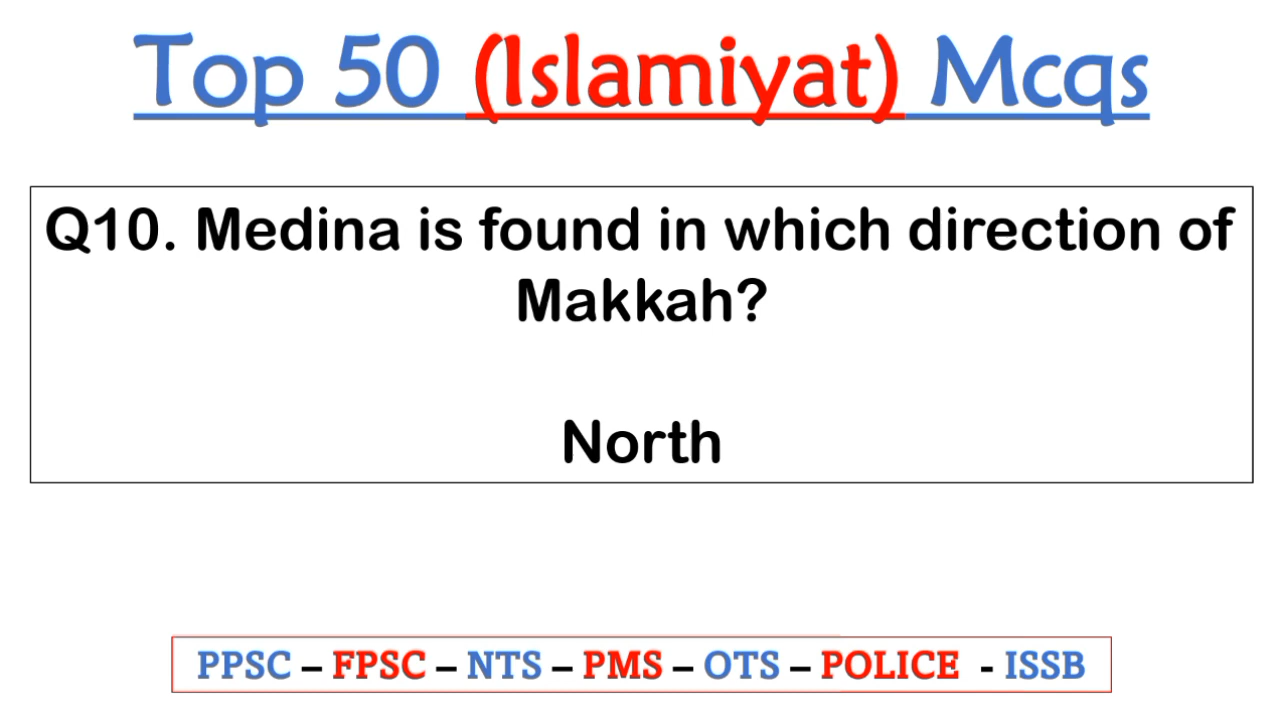 Top 50 (Islamiyat) Mcqs
Q10. Medina is found in which direction of
Makkah?
North
PPSC – FPSC – NTS – PMS – OTS – POLICE - ISSB